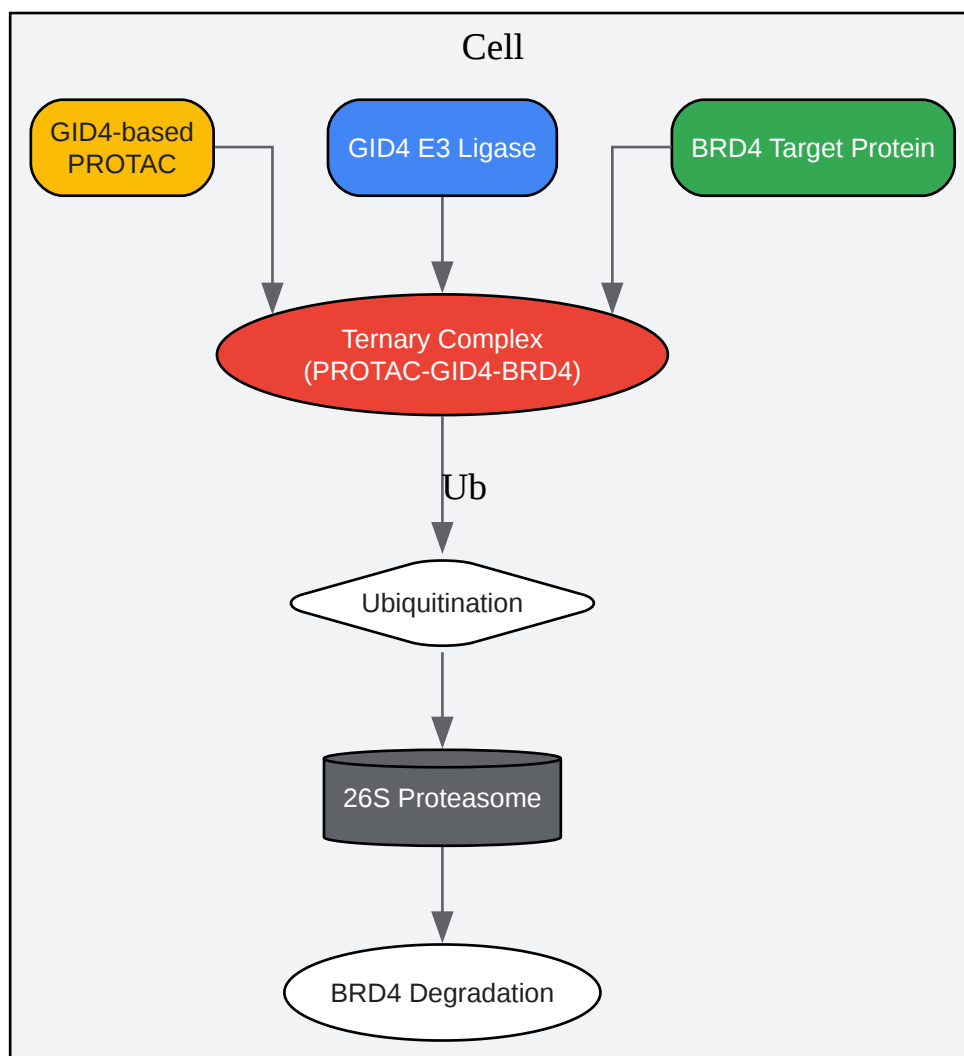 Cell
GID4-based
PROTAC
GID4 E3 Ligase
BRD4 Target Protein
Ternary Complex
(PROTAC-GID4-BRD4)
Ub
Ubiquitination
26S Proteasome
BRD4 Degradation